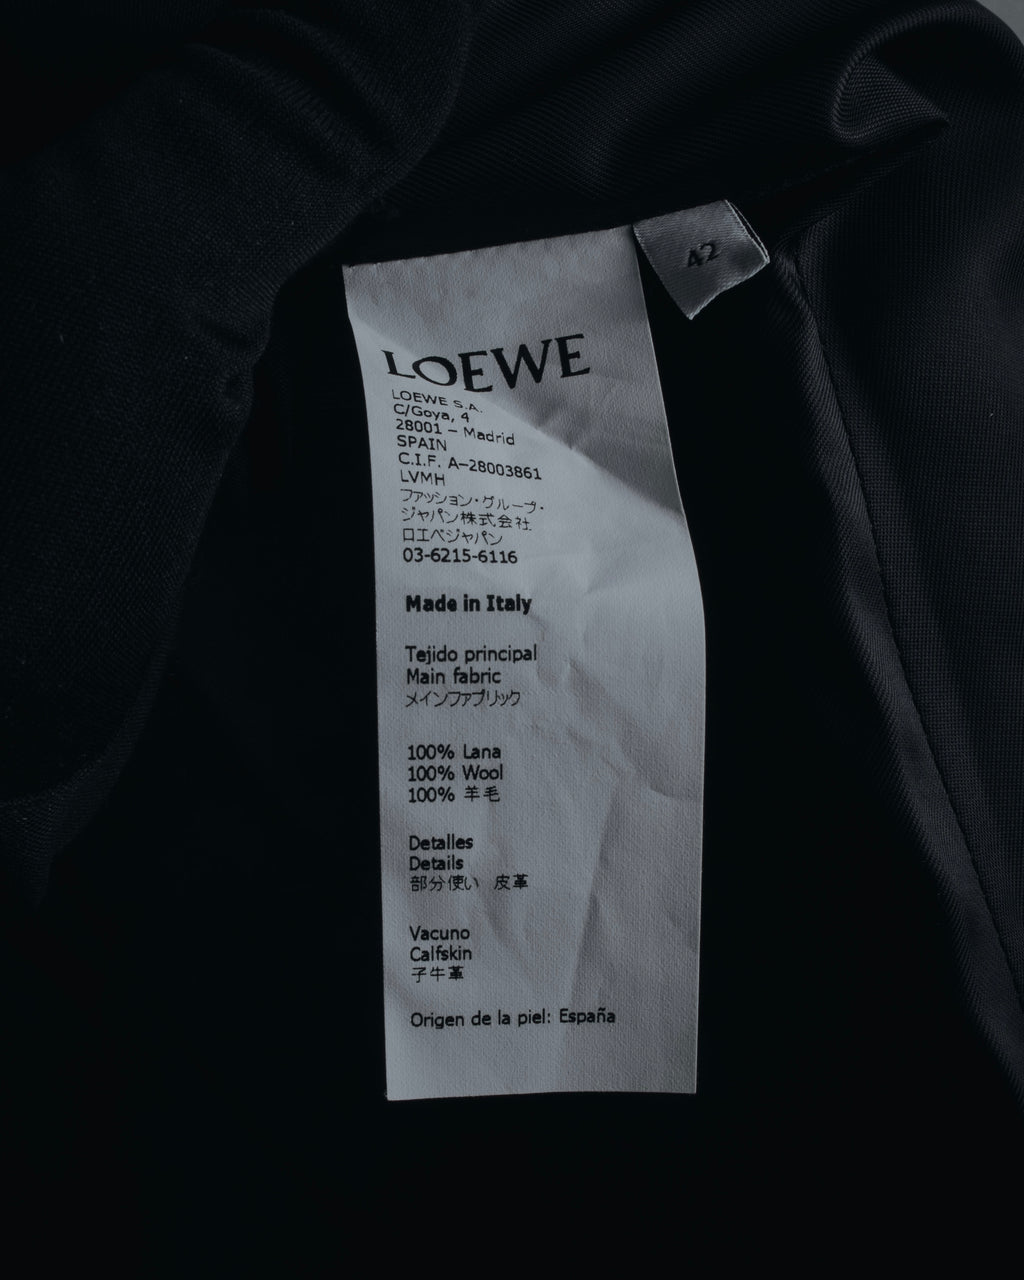 42
LOEWE
LOEWE S.A.
C/Goya, 4
28001 – Madrid
SPAIN
C.I.F. A–28003861
LVMH
ファッション・グループ・
ジャパン株式会社
ロエベジャパン
03-6215-6116
Made in Italy
Tejido principal
Main fabric
メインファブリック
100% Lana
100% Wool
100% 羊毛
Detalles
Details
部分使い 皮革
Vacuno
Calfskin
子牛革
Origen de la piel: España